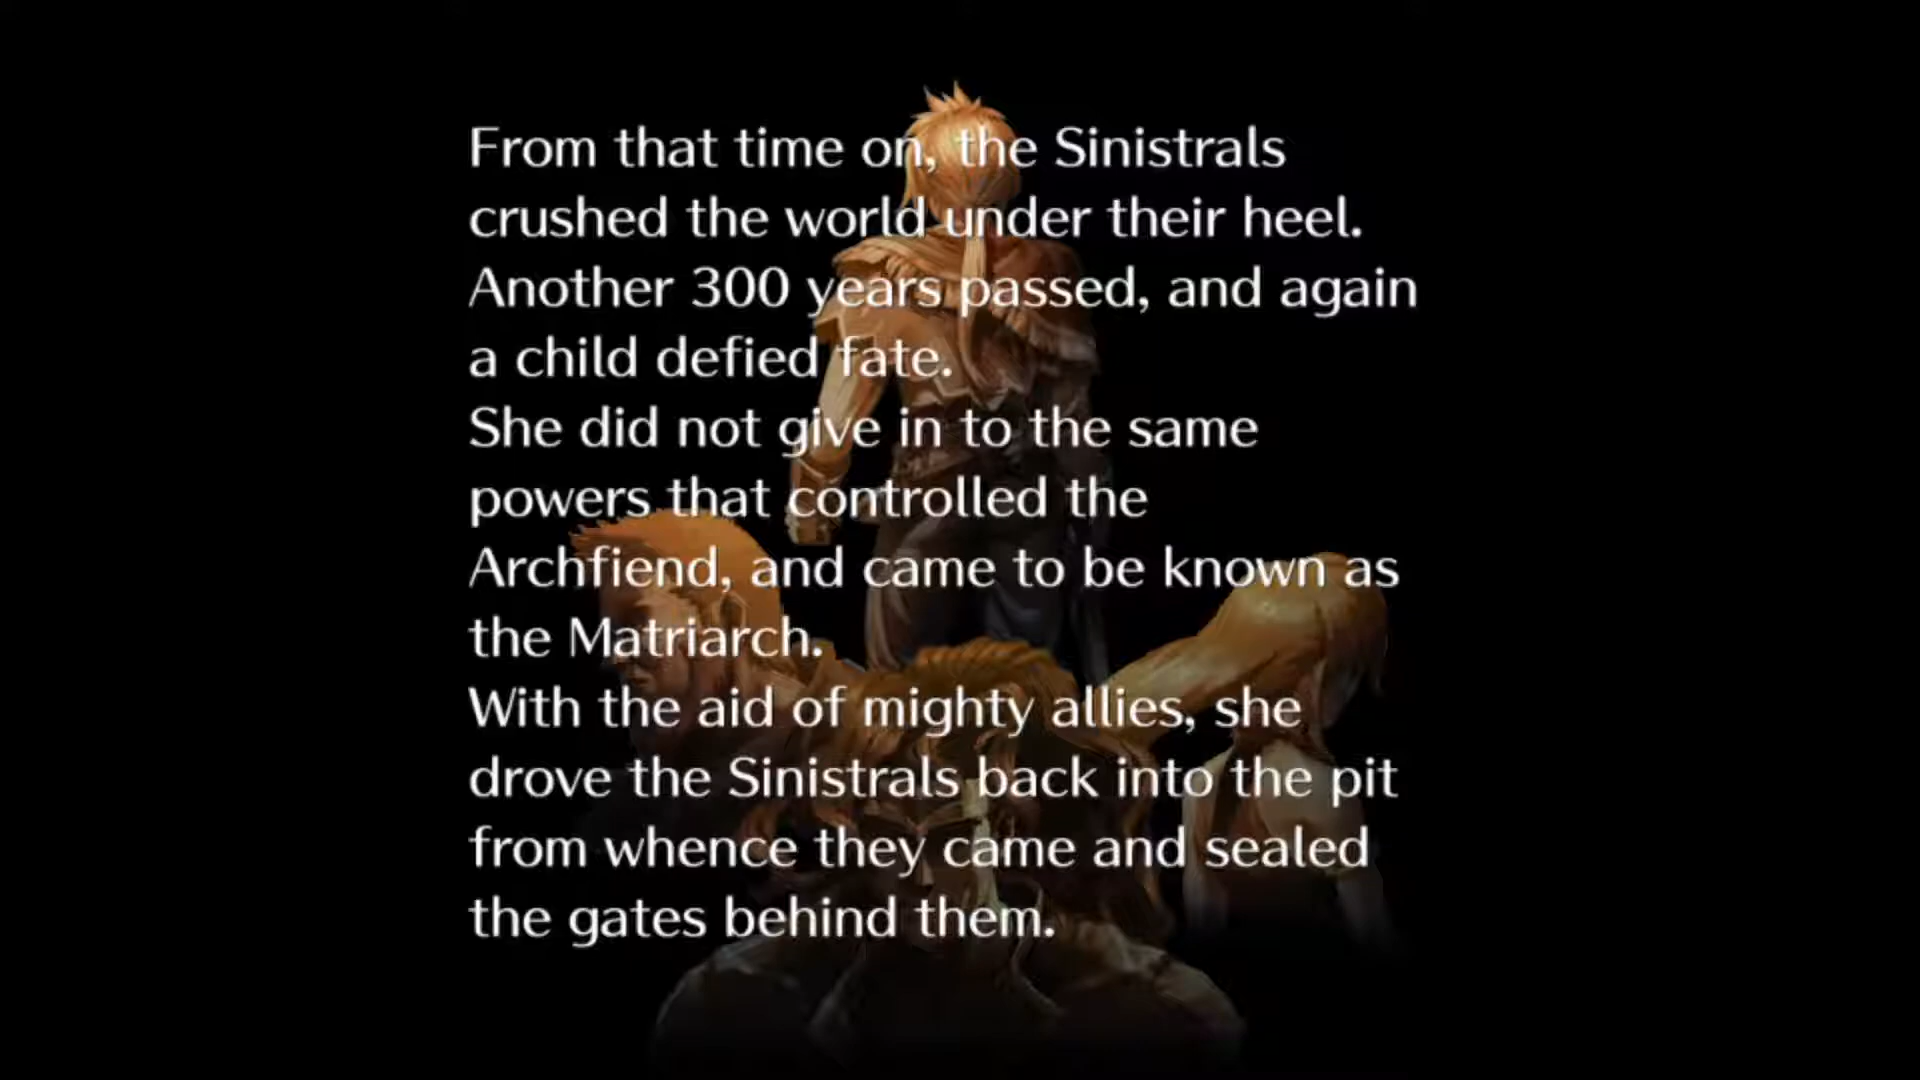 From that time on, the Sinistrals
crushed the world under their heel.
Another 300 years passed, and again
a child defied fate.
She did not give in to the same
powers that controlled the
Archfiend, and came to be known as
the Matriarch.
With the aid of mighty allies, she
drove the Sinistrals back into the pit
from whence they came and sealed
the gates behind them.